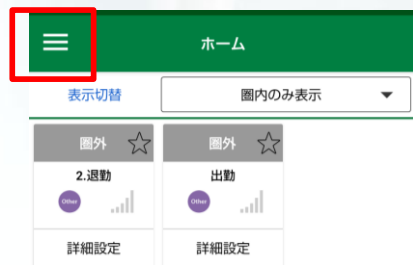 ホーム
表示切替 圏内のみ表示
圏外 圏外
2.退勤 出勤
Other Other
詳細設定 詳細設定